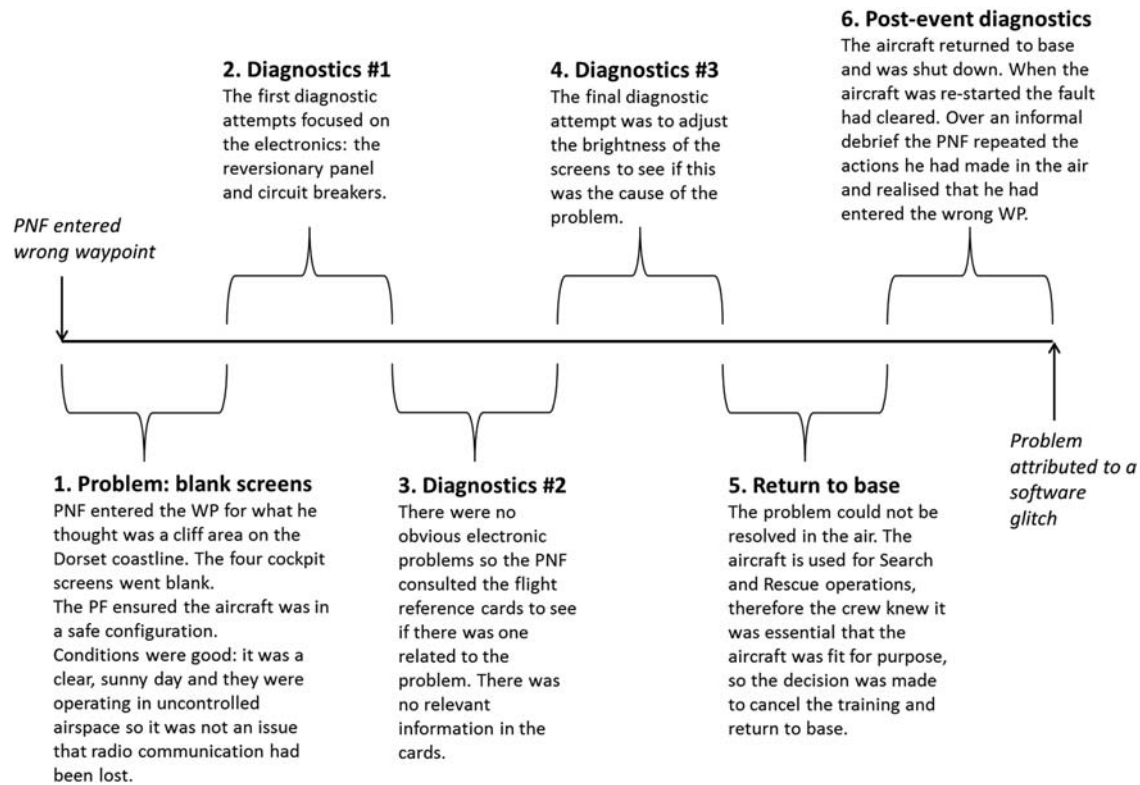 PNF entered
wrong waypoint
1. Problem: blank screens
PNF entered the WP for what he
thought was a cliff area on the
Dorset coastline. The four cockpit
screens went blank.
The PF ensured the aircraft was in
a safe configuration.
Conditions were good: it was a
clear, sunny day and they were
operating in uncontrolled
airspace so it was not an issue
that radio communication had
been lost.
2. Diagnostics #1
The first diagnostic
attempts focused on
the electronics: the
reversionary panel
and circuit breakers.
3. Diagnostics #2
There were no
obvious electronic
problems so the PNF
consulted the flight
reference cards to see
if there was one
related to the
problem. There was
no relevant
information in the
cards.
4. Diagnostics #3
The final diagnostic
attempt was to adjust
the brightness of the
screens to see if this
was the cause of the
problem.
5. Return to base
The problem could not be
resolved in the air. The
aircraft is used for Search
and Rescue operations,
therefore the crew knew it
was essential that the
aircraft was fit for purpose,
so the decision was made
to cancel the training and
return to base.
6. Post-event diagnostics
The aircraft returned to base
and was shut down. When the
aircraft was re-started the fault
had cleared. Over an informal
debrief the PNF repeated the
actions he had made in the air
and realised that he had
entered the wrong WP.
Problem
attributed to a
software
glitch